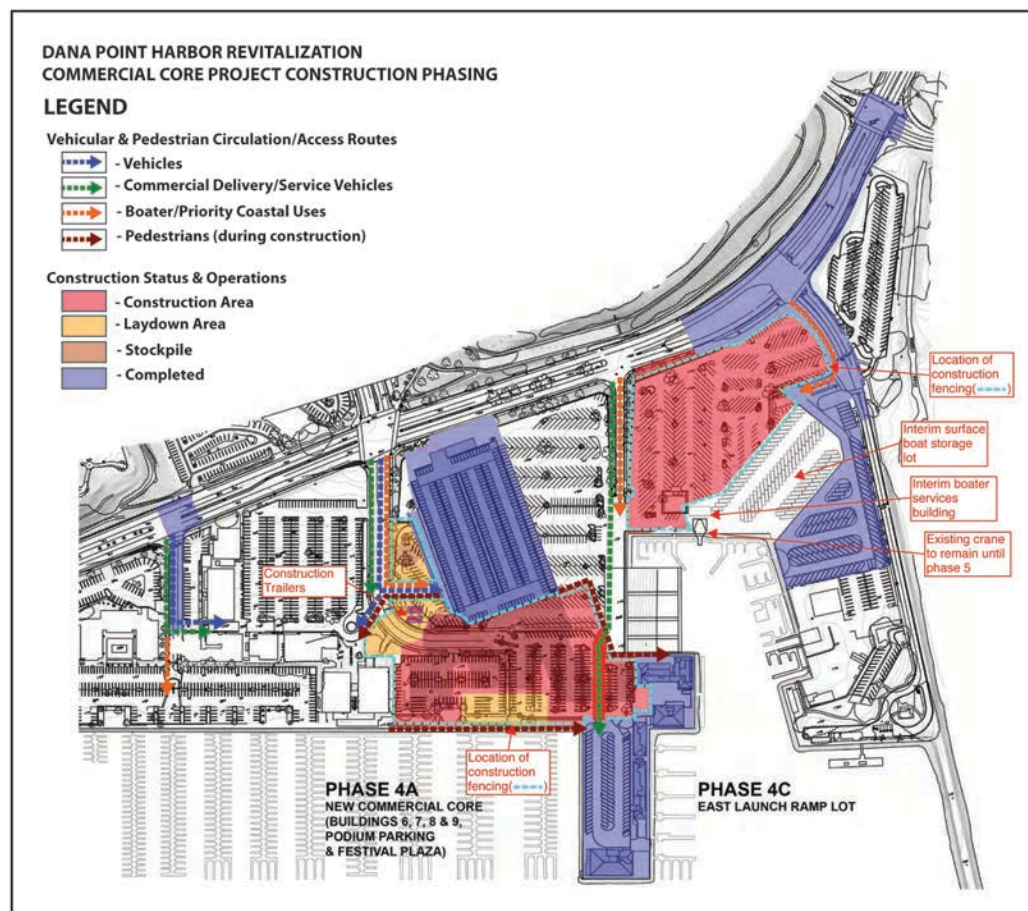 DANA POINT HARBOR REVITALIZATION
COMMERCIAL CORE PROJECT CONSTRUCTION PHASING
LEGEND
Vehicular & Pedestrian Circulation/Access Routes
- Vehicles
- Commercial Delivery/Service Vehicles
- Boater/Priority Coastal Uses
- Pedestrians (during construction)
Construction Status & Operations
- Construction Area
- Laydown Area
- Stockpile
- Completed
Location of
construction
fencing( )
Interim surface
boat storage
lot
Interim boater
services
building
Existing crane
to remain until
phase 5
Construction
Trailers
Location of
construction
fencing( )
PHASE 4A
NEW COMMERCIAL CORE
(BUILDINGS 6, 7, 8 & 9,
PODIUM PARKING
& FESTIVAL PLAZA)
PHASE 4C
EAST LAUNCH RAMP LOT